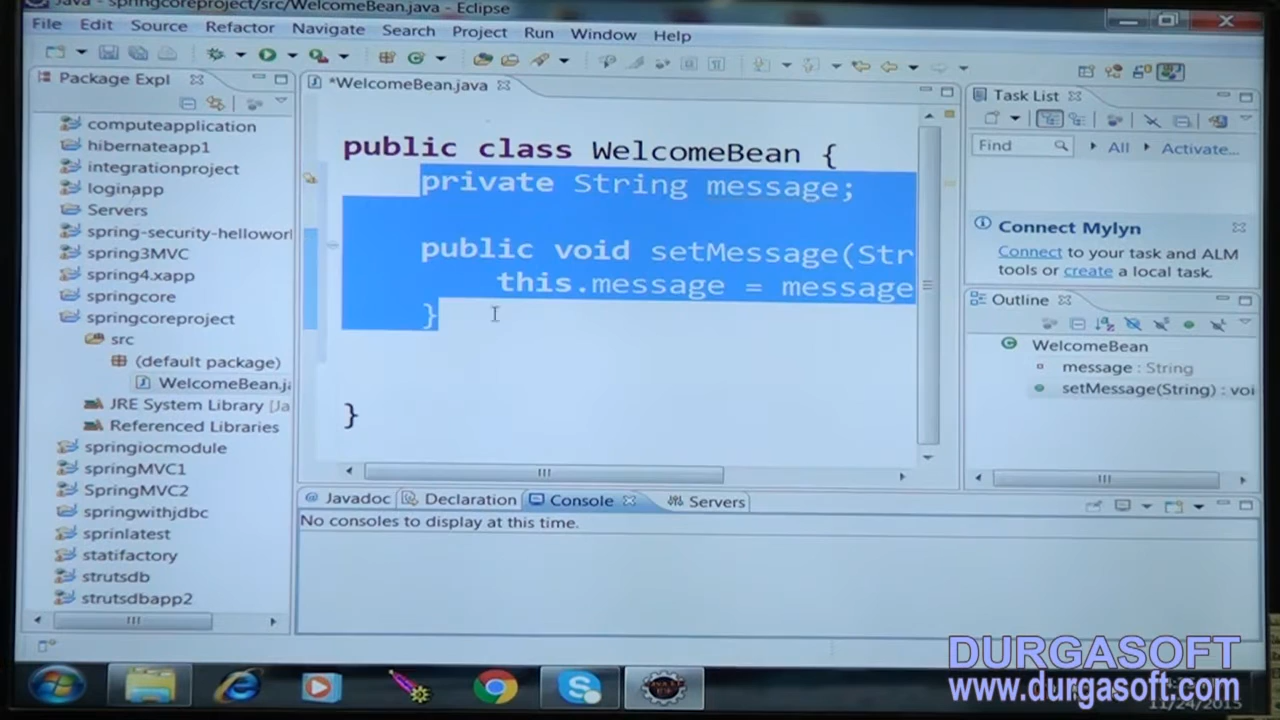 Java - springcoreproject/src/WelcomeBean.java - Eclipse
File Edit Source Refactor Navigate Search Project Run Window Help
Package Expl
computeapplication
hibernateapp1
integrationproject
loginapp
Servers
spring-security-hellowor
spring3MVC
spring4.xapp
springcore
springcoreproject
src
(default package)
WelcomeBean.ja
JRE System Library [Ja
Referenced Libraries
springiocmodule
springMVC1
SpringMVC2
springwithjdbc
sprinlatest
statifactory
strutsdb
strutsdbapp2
*WelcomeBean.java
public class WelcomeBean {
private String message;
public void setMessage(Str
this.message = message
}
}
Javadoc Declaration Console Servers
No consoles to display at this time.
Task List
Find All Activate...
Connect Mylyn
Connect to your task and ALM
tools or create a local task.
Outline
WelcomeBean
message : String
setMessage(String) : voi
DURGASOFT
www.durgasoft.com
11/24/2015